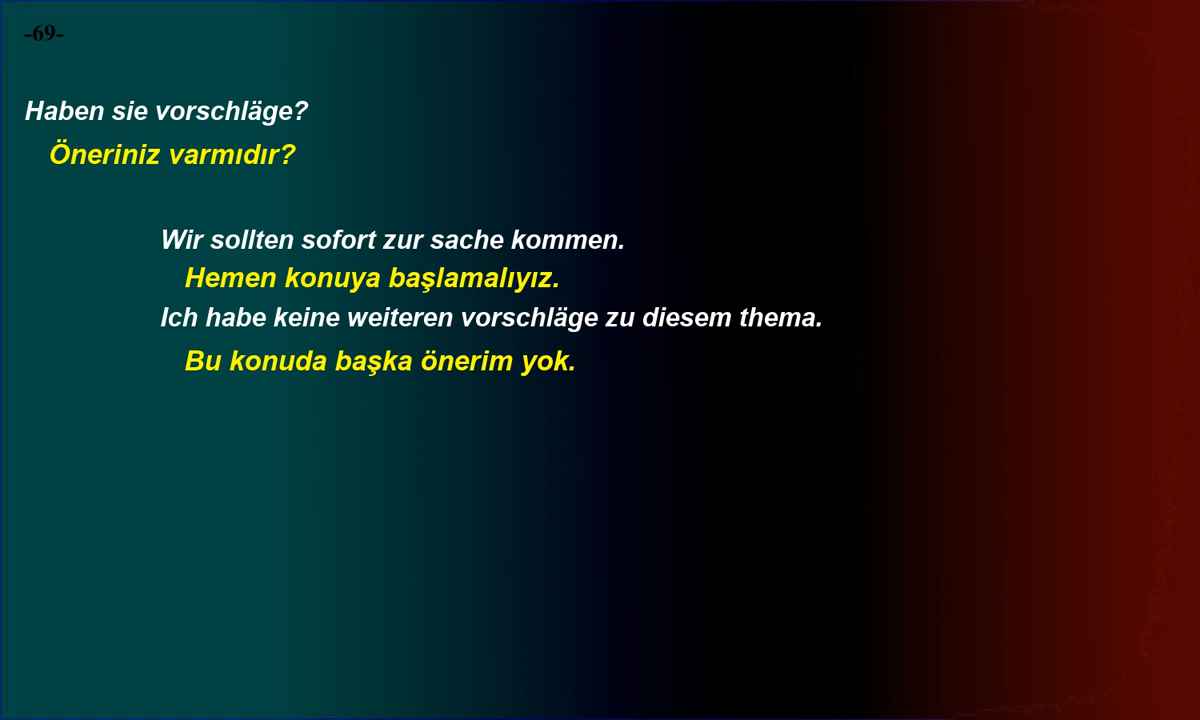 -69-
Haben sie vorschläge?
Öneriniz varmıdır?
Wir sollten sofort zur sache kommen.
Hemen konuya başlamalıyız.
Ich habe keine weiteren vorschläge zu diesem thema.
Bu konuda başka önerim yok.